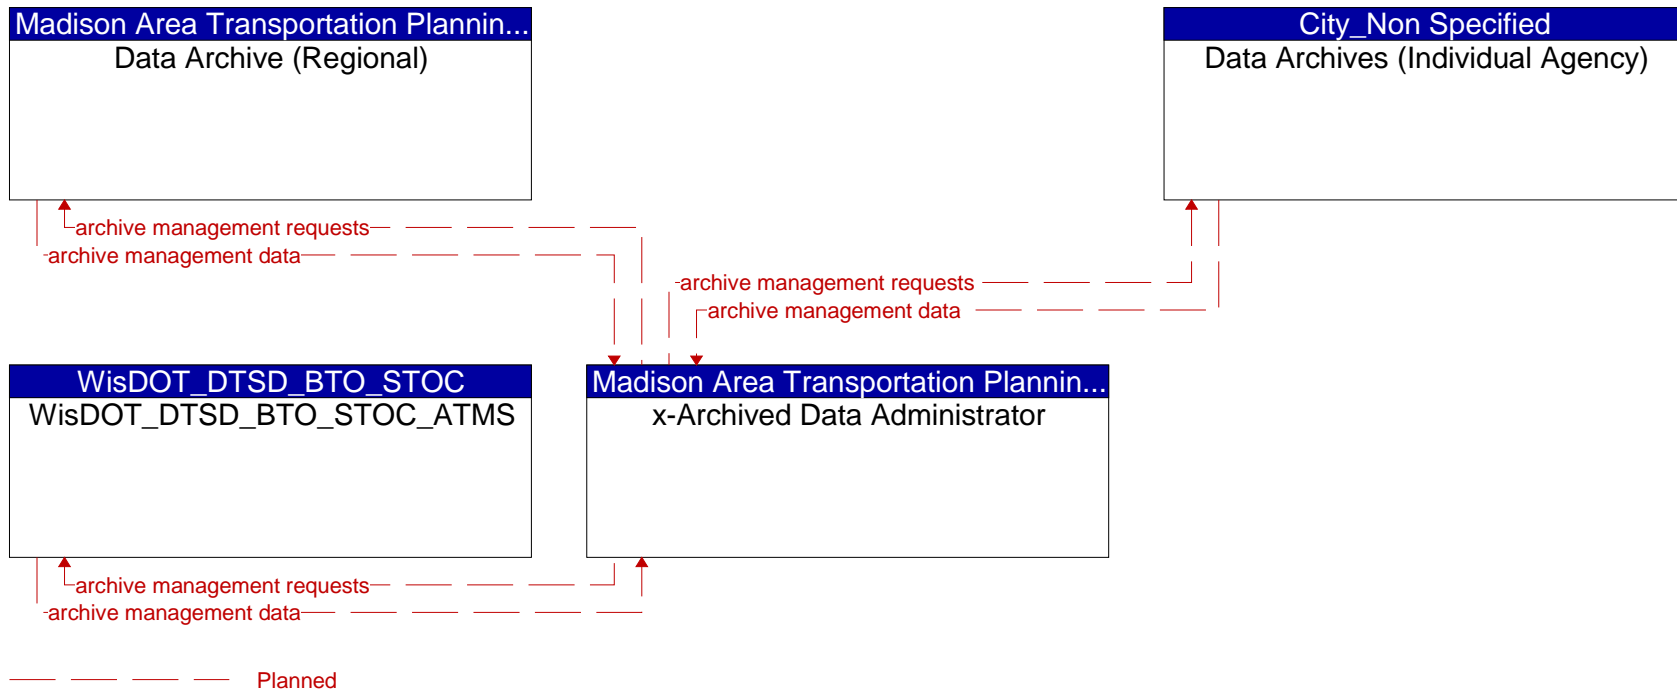 Madison Area Transportation Plannin...
Data Archive (Regional)
City_Non Specified
Data Archives (Individual Agency)
archive management requests
archive management data
archive management requests
archive management data
WisDOT_DTSD_BTO_STOC
WisDOT_DTSD_BTO_STOC_ATMS
Madison Area Transportation Plannin...
x-Archived Data Administrator
archive management requests
archive management data
Planned